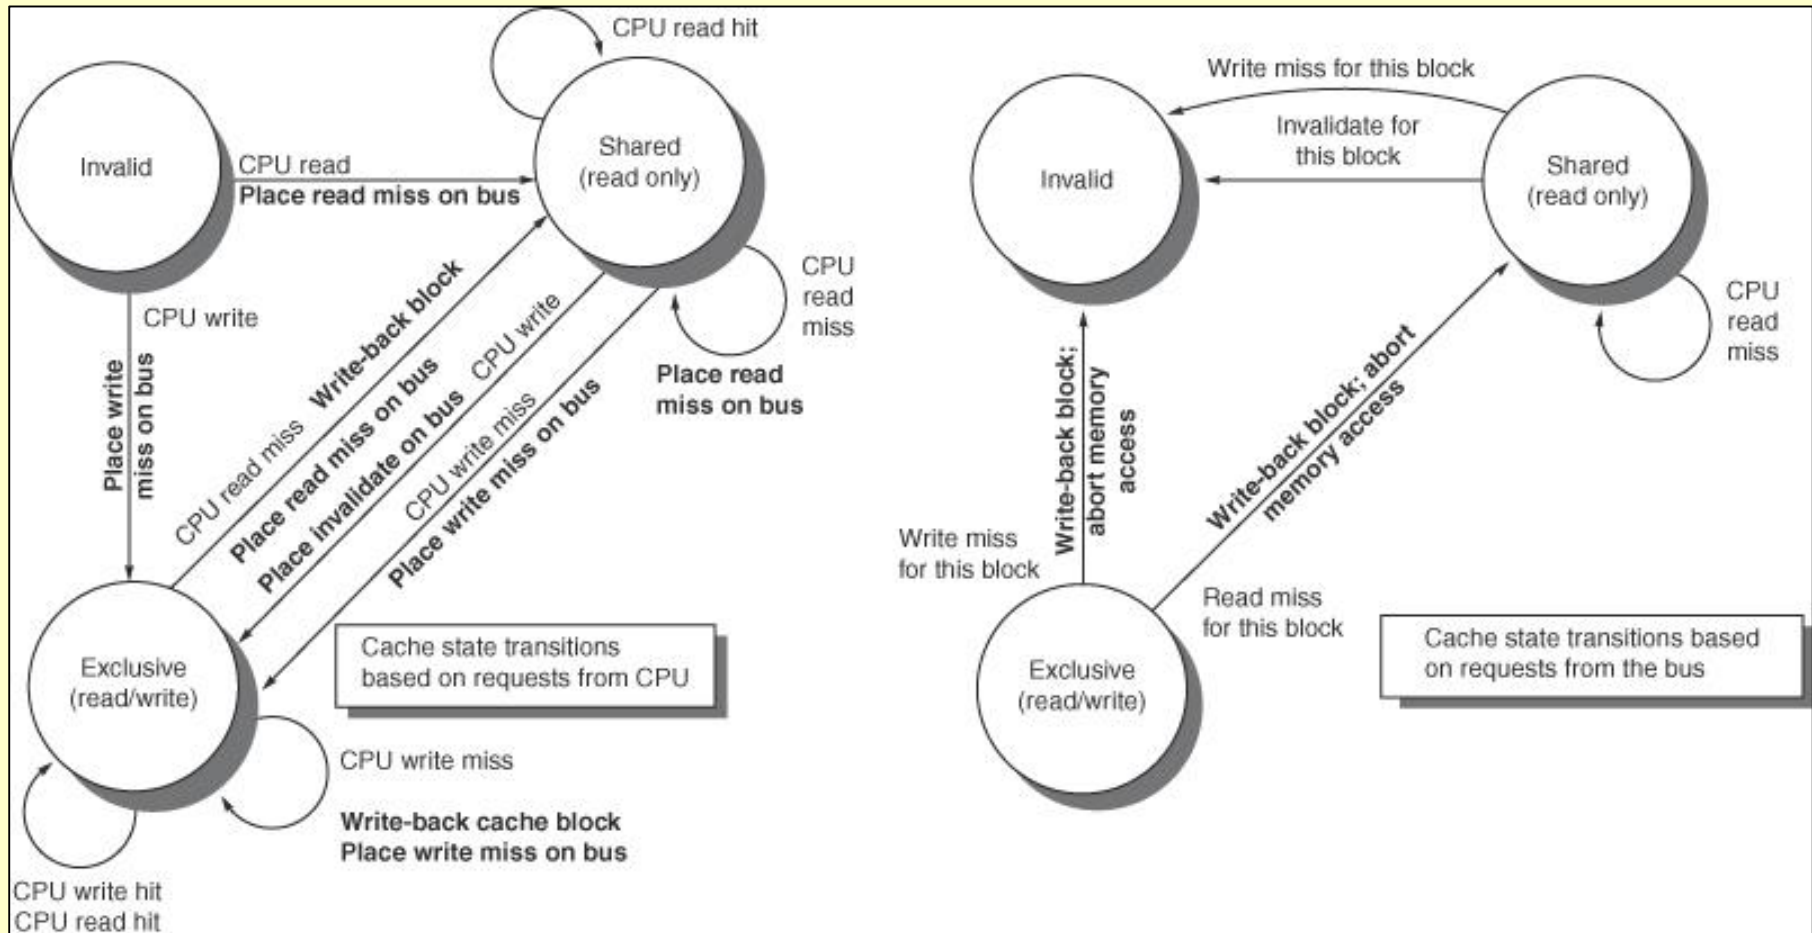 CPU read hit
Invalid
Shared
(read only)
CPU read
Place read miss on bus
CPU write
Place write
miss on bus
CPU read miss Write-back block
Place read miss on bus
Place invalidate on bus CPU write
CPU write miss
Place write miss on bus
CPU
read
miss
Place read
miss on bus
Exclusive
(read/write)
Cache state transitions
based on requests from CPU
CPU write miss
Write-back cache block
Place write miss on bus
CPU write hit
CPU read hit
Write miss for this block
Invalidate for
this block
Invalid
Shared
(read only)
CPU
read
miss
Write-back block;
abort memory
access
Write-back block; abort
memory access
Write miss
for this block
Read miss
for this block
Exclusive
(read/write)
Cache state transitions based
on requests from the bus